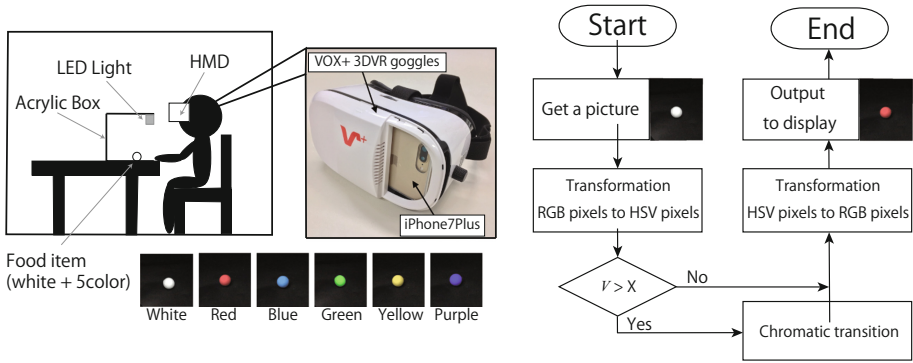 LED Light
HMD
Acrylic Box
VOX+ 3DVR goggles
V+
iPhone7Plus
Food item
(white + 5color)
White
Red
Blue
Green
Yellow
Purple
Start
Get a picture
Transformation
RGB pixels to HSV pixels
V > X
No
Yes
Chromatic transition
Transformation
HSV pixels to RGB pixels
Output
to display
End